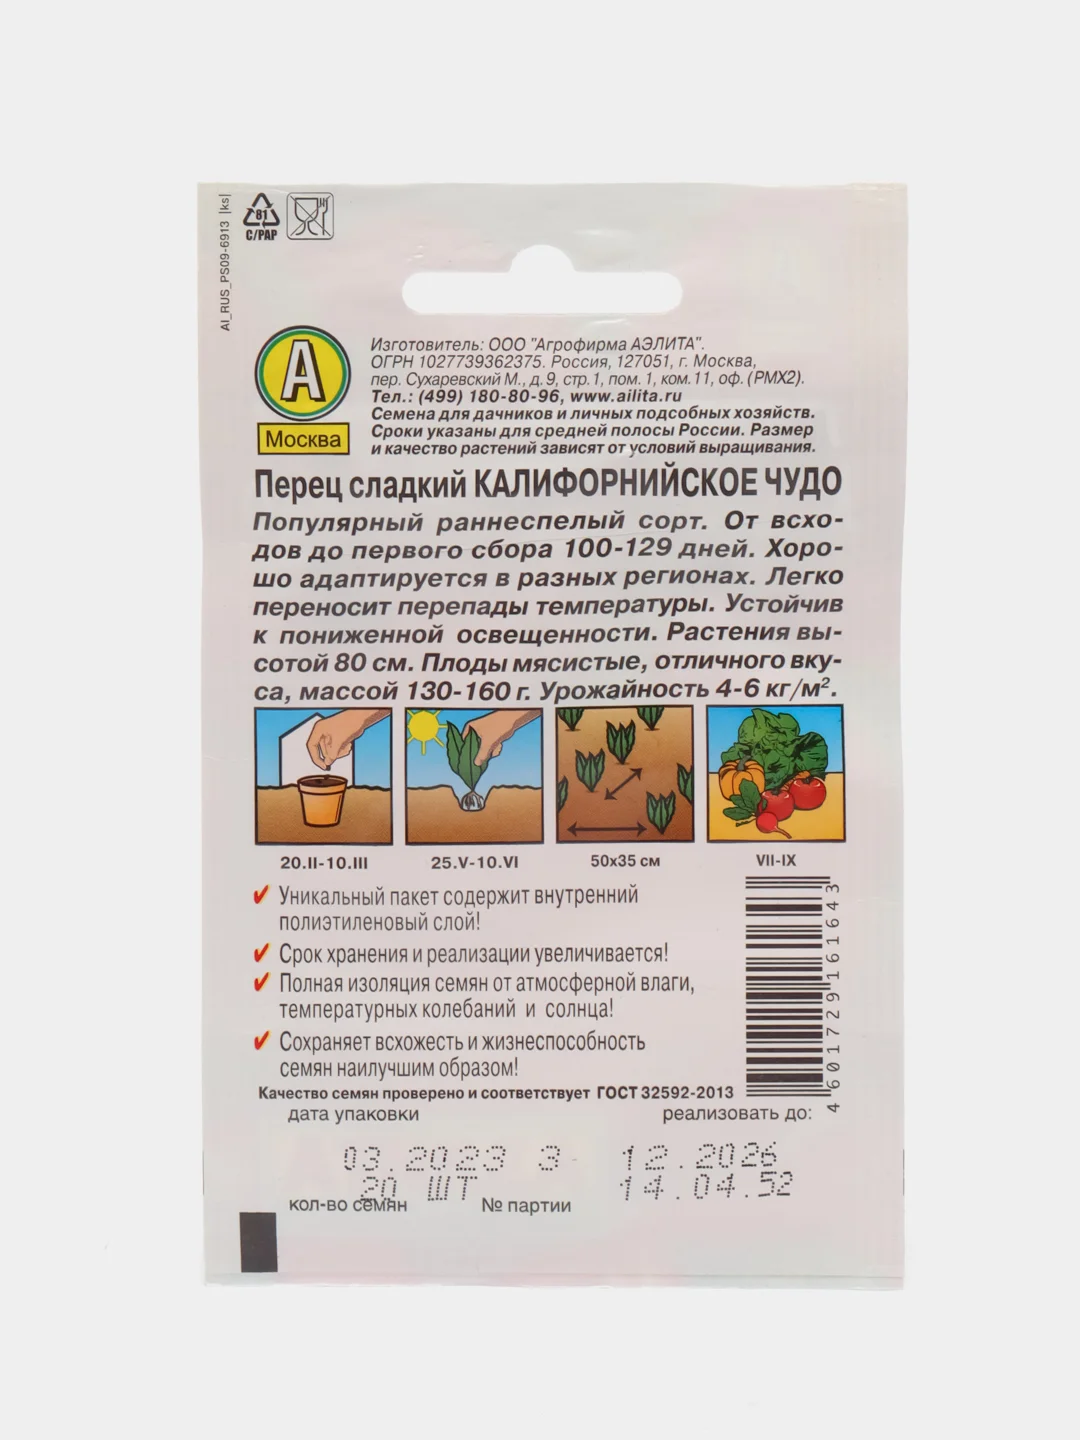 AI_RUS_PS09-6913 |ks|
81
C/PAP
А
Москва
Изготовитель: ООО "Агрофирма АЭЛИТА".
ОГРН 1027739362375. Россия, 127051, г. Москва,
пер. Сухаревский М., д. 9, стр. 1, пом. 1, ком. 11, оф. (РМХ2).
Тел.: (499) 180-80-96, www.ailita.ru
Семена для дачников и личных подсобных хозяйств.
Сроки указаны для средней полосы России. Размер
и качество растений зависят от условий выращивания.
Перец сладкий КАЛИФОРНИЙСКОЕ ЧУДО
Популярный раннеспелый сорт. От всхо-
дов до первого сбора 100-129 дней. Хоро-
шо адаптируется в разных регионах. Легко
переносит перепады температуры. Устойчив
к пониженной освещенности. Растения вы-
сотой 80 см. Плоды мясистые, отличного вку-
са, массой 130-160 г. Урожайность 4-6 кг/м².
20.II-10.III
25.V-10.VI
50х35 см
VII-IX
Уникальный пакет содержит внутренний
полиэтиленовый слой!
Срок хранения и реализации увеличивается!
Полная изоляция семян от атмосферной влаги,
температурных колебаний и солнца!
Сохраняет всхожесть и жизнеспособность
семян наилучшим образом!
4601729161643
Качество семян проверено и соответствует ГОСТ 32592-2013
дата упаковки
реализовать до:
03.2023 3 12.2026
20 ШТ 14.04.52
кол-во семян
№ партии